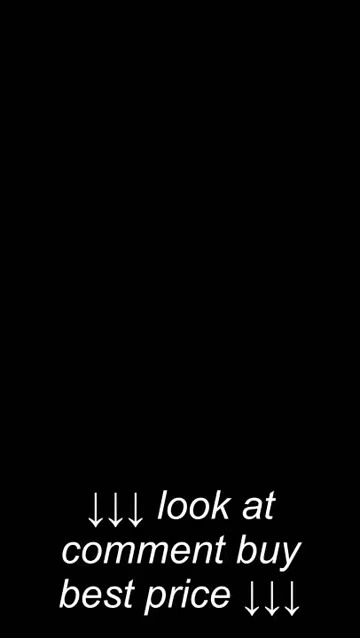 ↓↓↓ look at
comment buy
best price ↓↓↓